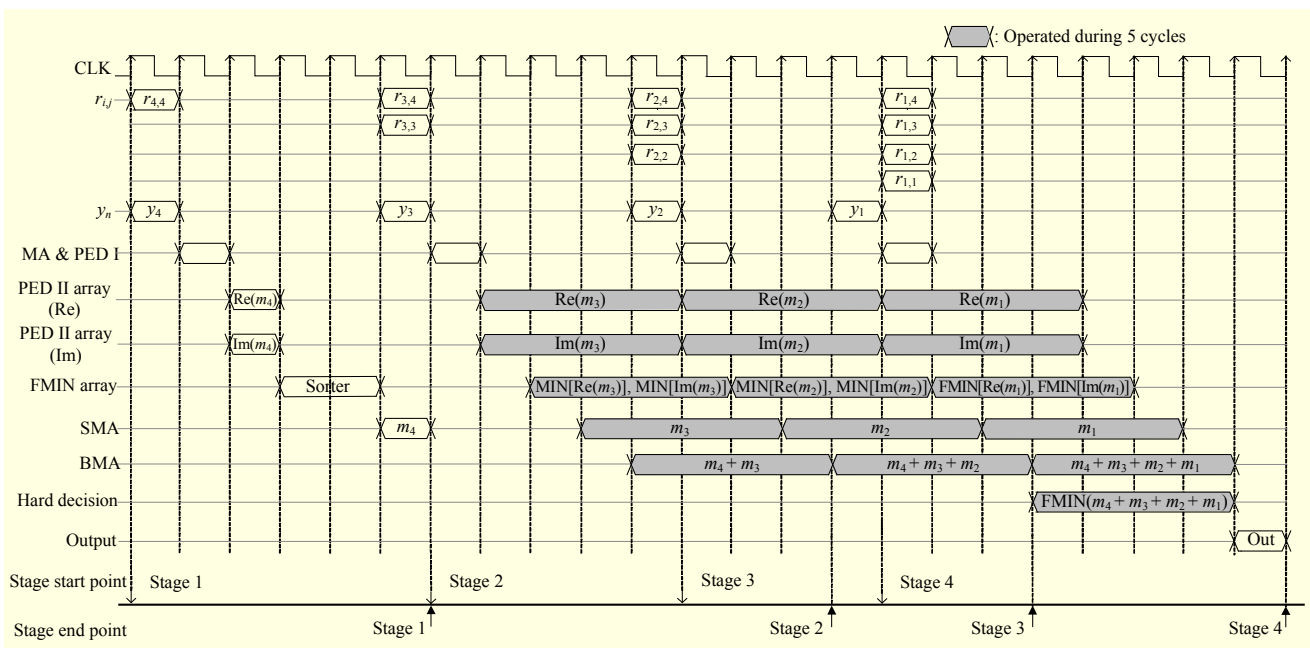 : Operated during 5 cycles
CLK
r_{i,j} r_{4,4} r_{3,4} r_{2,4} r_{1,4}
r_{3,3} r_{2,3} r_{1,3}
r_{2,2} r_{1,2}
r_{1,1}
y_n y_4 y_3 y_2 y_1
MA & PED I
PED II array
(Re)
Re(m_4) Re(m_3) Re(m_2) Re(m_1)
PED II array
(Im)
Im(m_4) Im(m_3) Im(m_2) Im(m_1)
FMIN array Sorter MIN[Re(m_3)], MIN[Im(m_3)] MIN[Re(m_2)], MIN[Im(m_2)] FMIN[Re(m_1)], FMIN[Im(m_1)]
SMA m_4 m_3 m_2 m_1
BMA m_4 + m_3 m_4 + m_3 + m_2 m_4 + m_3 + m_2 + m_1
Hard decision FMIN(m_4 + m_3 + m_2 + m_1)
Output Out
Stage start point Stage 1 Stage 2 Stage 3 Stage 4
Stage end point Stage 1 Stage 2 Stage 3 Stage 4